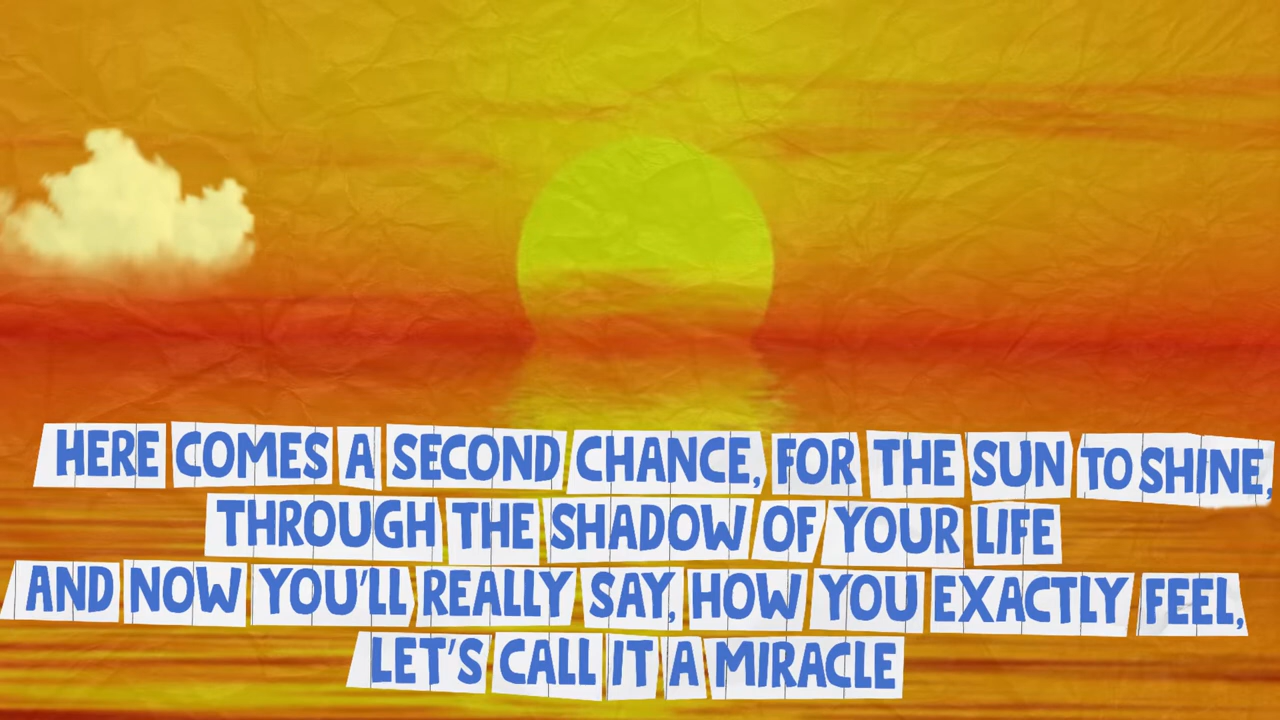 HERE COMES A SECOND CHANCE, FOR THE SUN TO SHINE,
THROUGH THE SHADOW OF YOUR LIFE
AND NOW YOU'LL REALLY SAY, HOW YOU EXACTLY FEEL,
LET'S CALL IT A MIRACLE